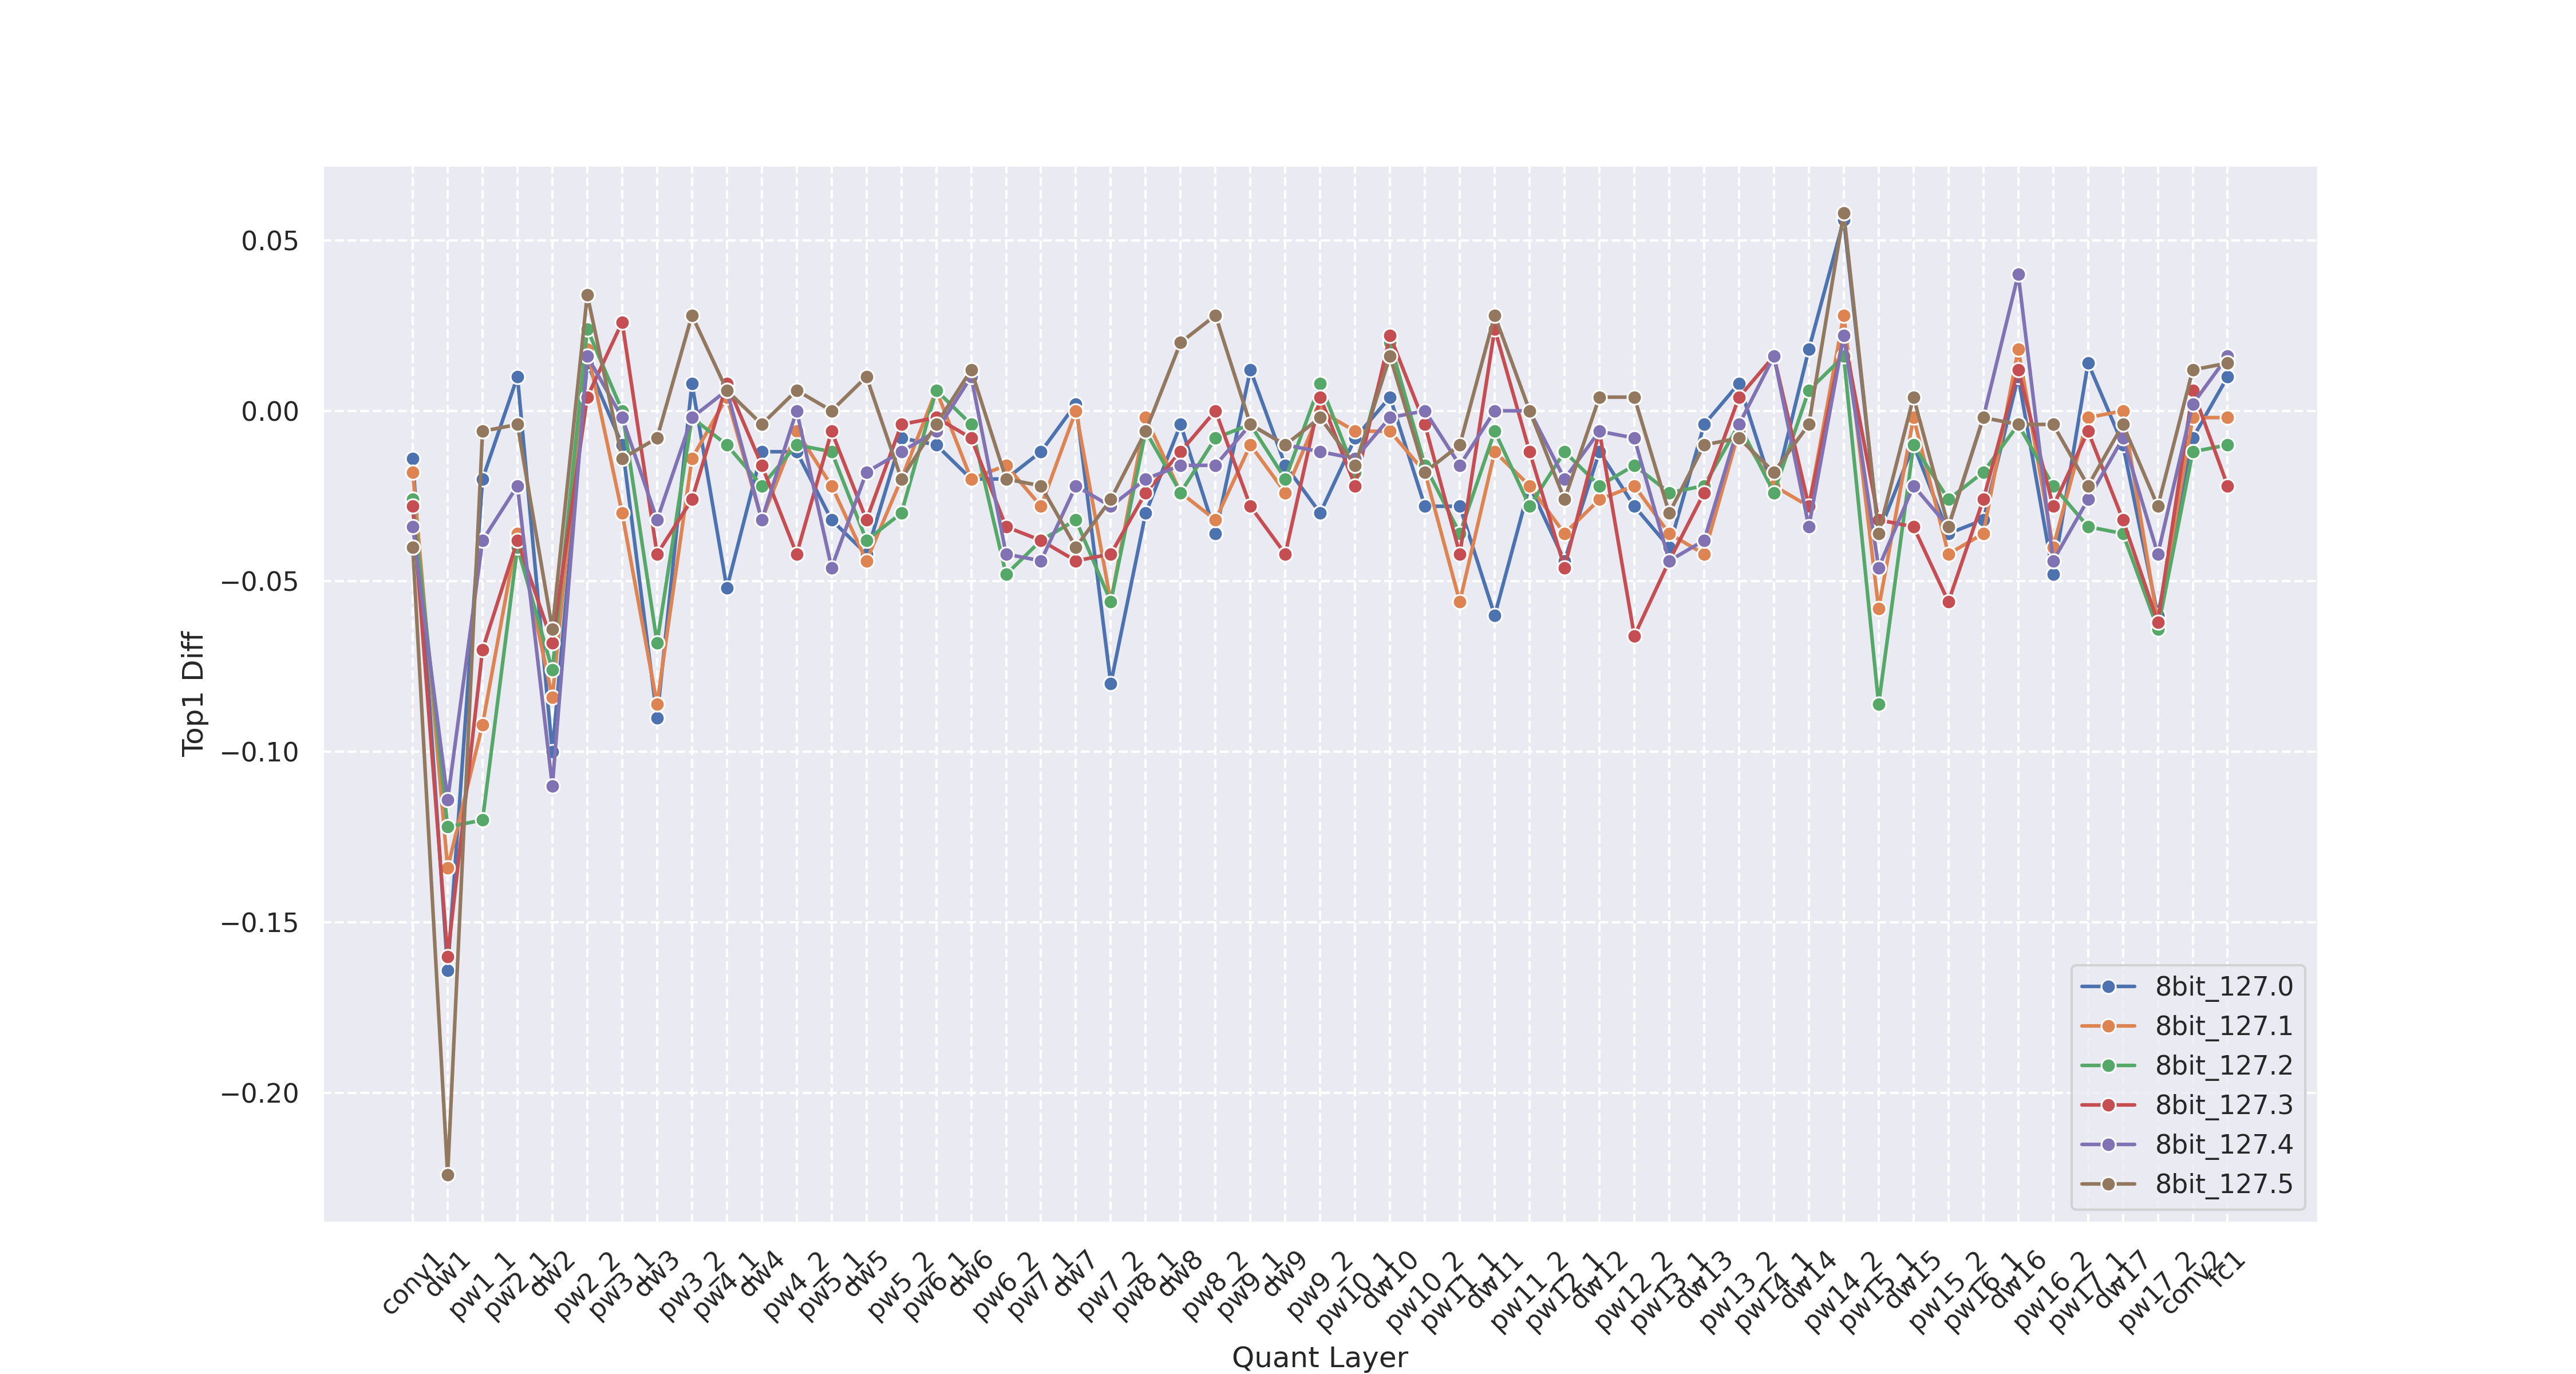 0.05
0.00
−0.05
−0.10
−0.15
−0.20
Top1 Diff
8bit_127.0
8bit_127.1
8bit_127.2
8bit_127.3
8bit_127.4
8bit_127.5
conv1
dw1
pw1_1
pw2_1
dw2
pw2_2
pw3_1
dw3
pw3_2
pw4_1
dw4
pw4_2
pw5_1
dw5
pw5_2
pw6_1
dw6
pw6_2
pw7_1
dw7
pw7_2
pw8_1
dw8
pw8_2
pw9_1
dw9
pw9_2
pw10_1
dw10
pw10_2
pw11_1
dw11
pw11_2
pw12_1
dw12
pw12_2
pw13_1
dw13
pw13_2
pw14_1
dw14
pw14_2
pw15_1
dw15
pw15_2
pw16_1
dw16
pw16_2
pw17_1
dw17
pw17_2
conv2
fc1
Quant Layer